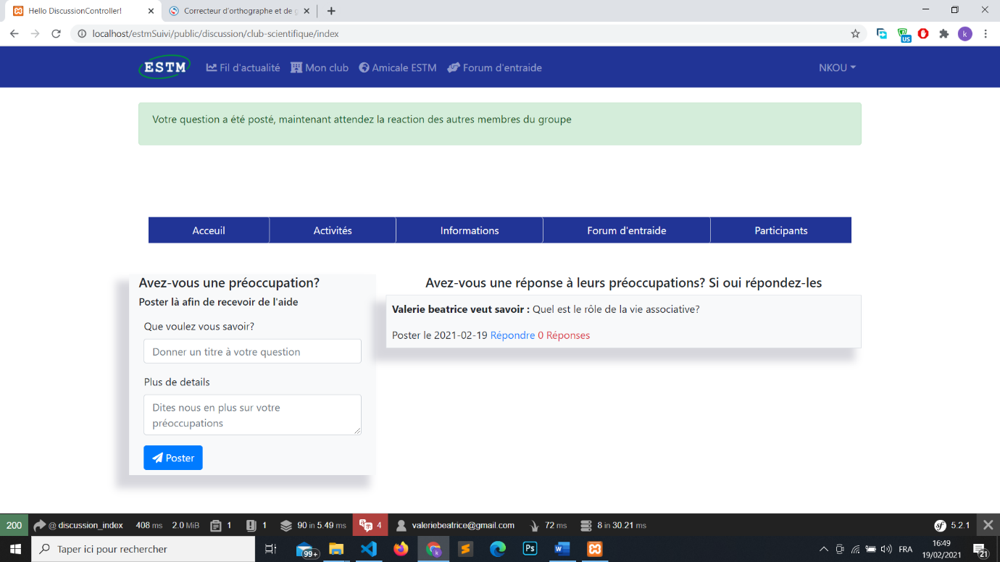 Hello DiscussionController!
Correcteur d'orthographe et de g
localhost/estmSuivi/public/discussion/club-scientifique/index
US
k
ESTM Fil d'actualité Mon club Amicale ESTM Forum d'entraide NKOU
Votre question a été posté, maintenant attendez la reaction des autres membres du groupe
Acceuil Activités Informations Forum d'entraide Participants
Avez-vous une préoccupation?
Poster là afin de recevoir de l'aide
Que voulez vous savoir?
Donner un titre à votre question
Plus de details
Dites nous en plus sur votre
préoccupations
Poster
Avez-vous une réponse à leurs préoccupations? Si oui répondez-les
Valerie beatrice veut savoir : Quel est le rôle de la vie associative?
Poster le 2021-02-19 Répondre 0 Réponses
200 @ discussion_index 408 ms 2.0 MiB 1 1 90 in 5.49 ms 4 valeriebeatrice@gmail.com 72 ms 8 in 30.21 ms sf 5.2.1
Taper ici pour rechercher 99+ k Ps W FRA 16:49
19/02/2021 21